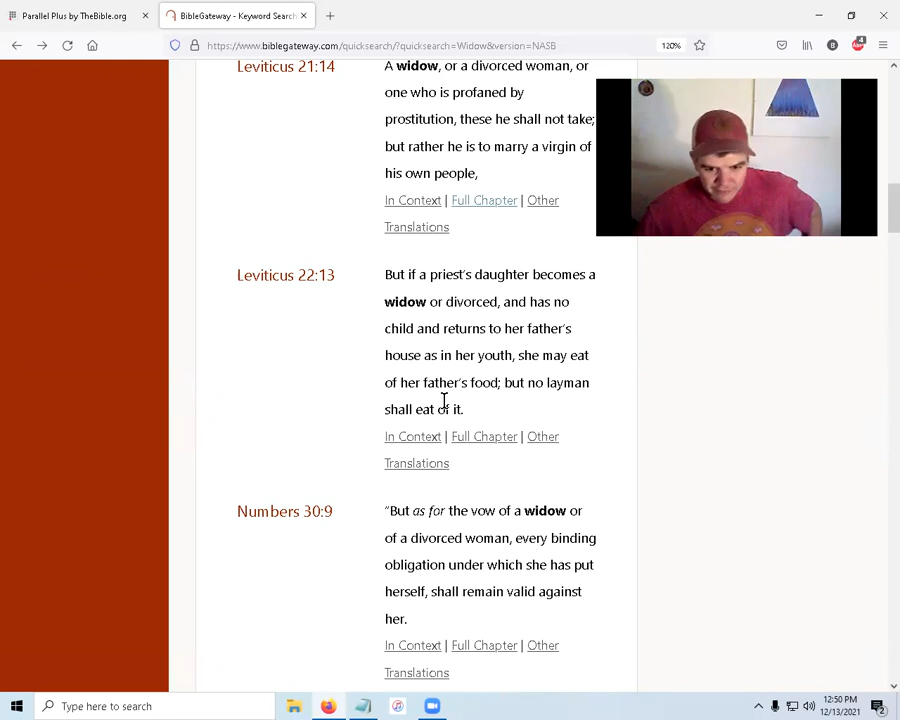 Parallel Plus by TheBible.org
BibleGateway - Keyword Search
https://www.biblegateway.com/quicksearch/?quicksearch=Widow&version=NASB
120%
B
4
Leviticus 21:14
A widow, or a divorced woman, or
one who is profaned by
prostitution, these he shall not take;
but rather he is to marry a virgin of
his own people,
In Context | Full Chapter | Other
Translations
Leviticus 22:13
But if a priest's daughter becomes a
widow or divorced, and has no
child and returns to her father's
house as in her youth, she may eat
of her father's food; but no layman
shall eat of it.
In Context | Full Chapter | Other
Translations
Numbers 30:9
“But as for the vow of a widow or
of a divorced woman, every binding
obligation under which she has put
herself, shall remain valid against
her.
In Context | Full Chapter | Other
Translations
Type here to search
12:50 PM
12/13/2021
2